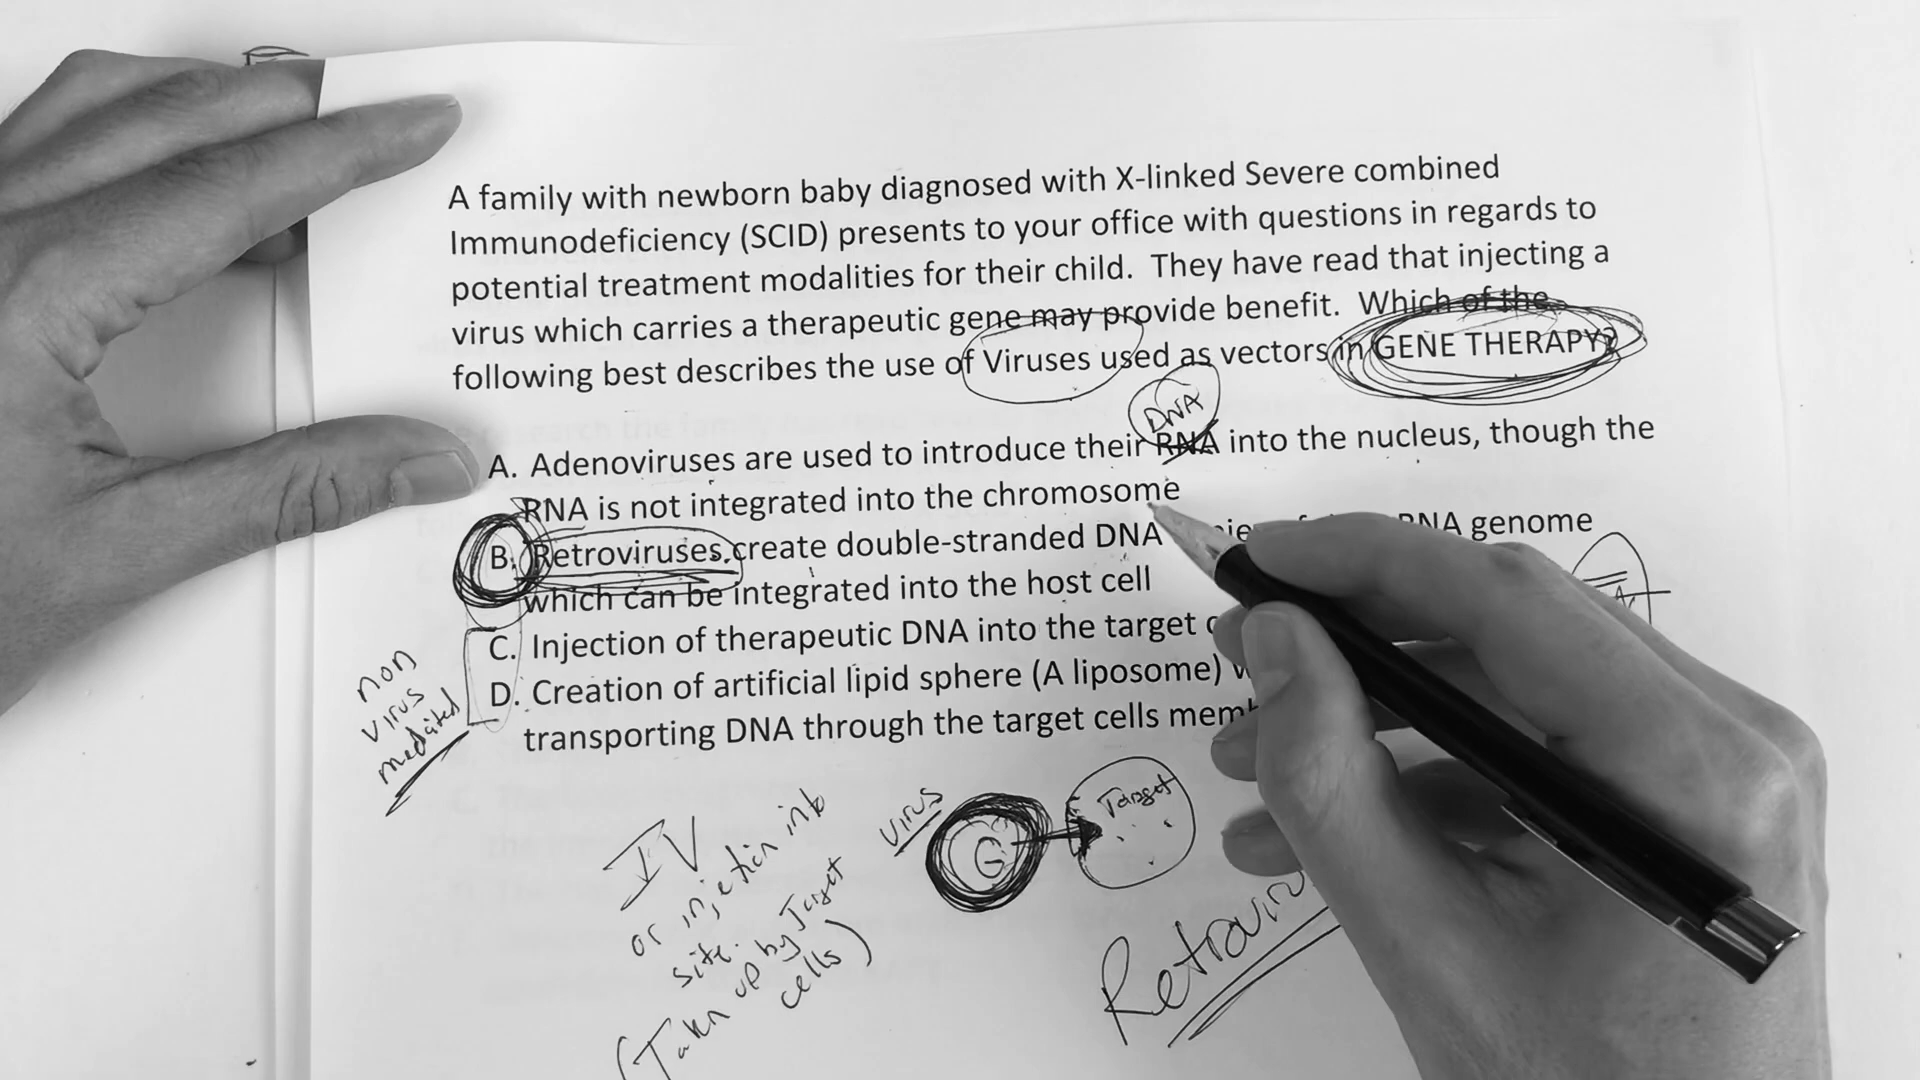 A family with newborn baby diagnosed with X-linked Severe combined
Immunodeficiency (SCID) presents to your office with questions in regards to
potential treatment modalities for their child. They have read that injecting a
virus which carries a therapeutic gene may provide benefit. Which of the
following best describes the use of Viruses used as vectors in GENE THERAPY?
DNA
A. Adenoviruses are used to introduce their RNA into the nucleus, though the
RNA is not integrated into the chromosome
B. Retroviruses create double-stranded DNA RNA genome
which can be integrated into the host cell
C. Injection of therapeutic DNA into the target
D. Creation of artificial lipid sphere (A liposome)
transporting DNA through the target cells
non
virus
mediated
IV
or injection into
site.
(Taken up by Target
cells)
Virus
G
Target